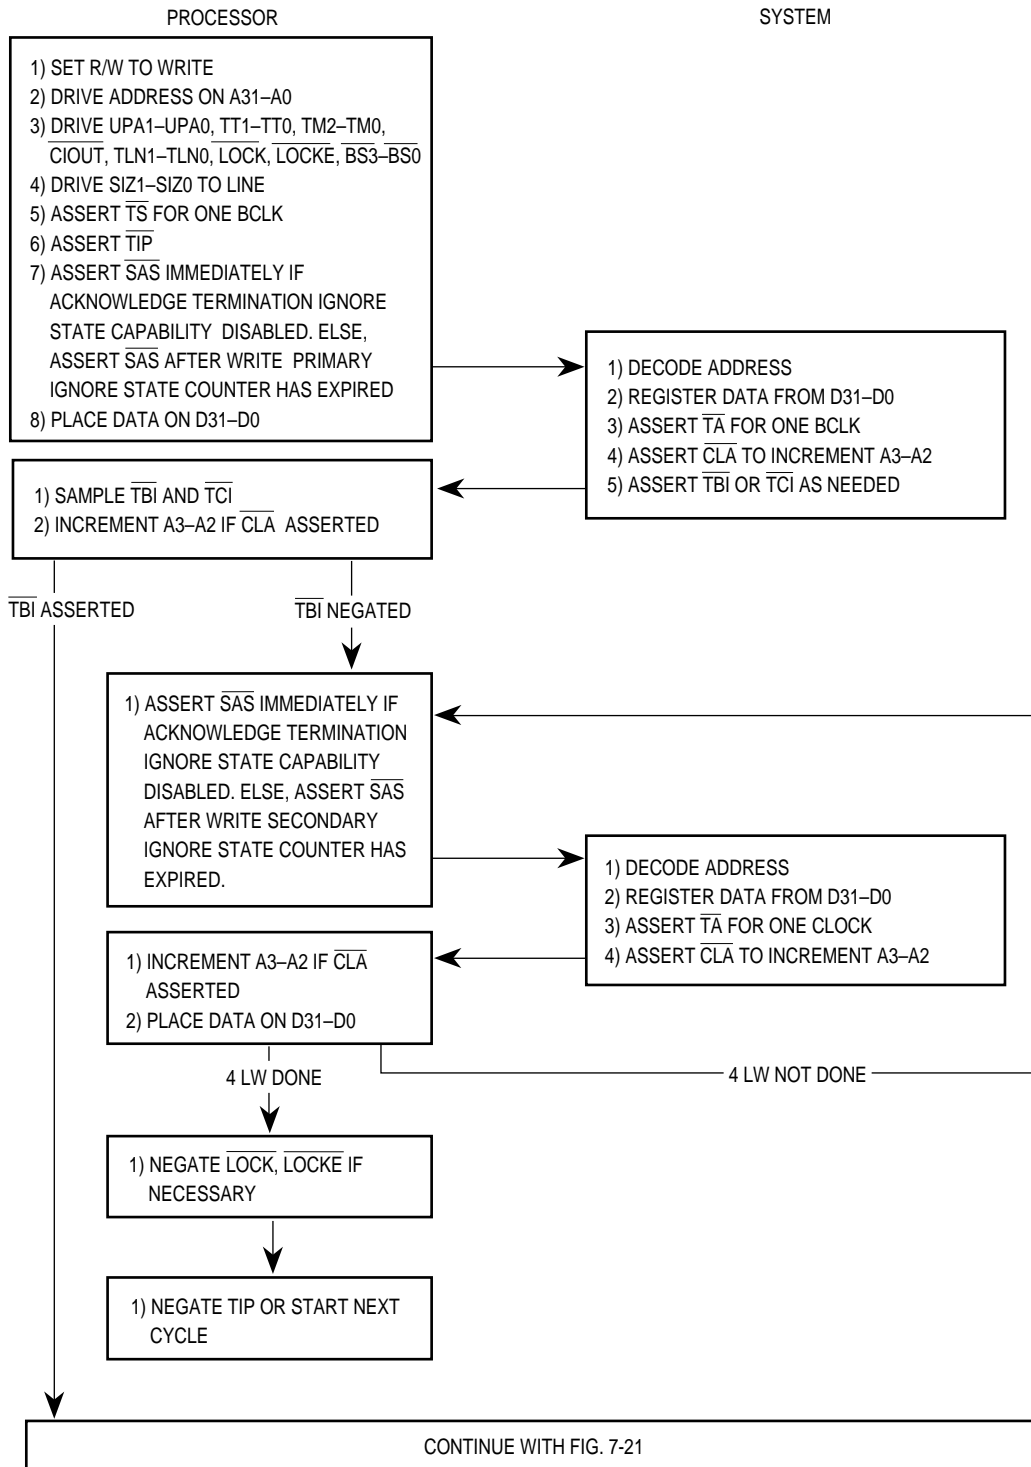 PROCESSOR
SYSTEM
1) SET R/W TO WRITE
2) DRIVE ADDRESS ON A31–A0
3) DRIVE UPA1–UPA0, TT1–TT0, TM2–TM0,
CIOUT, TLN1–TLN0, LOCK, LOCKE, BS3–BS0
4) DRIVE SIZ1–SIZ0 TO LINE
5) ASSERT TS FOR ONE BCLK
6) ASSERT TIP
7) ASSERT SAS IMMEDIATELY IF
ACKNOWLEDGE TERMINATION IGNORE
STATE CAPABILITY DISABLED. ELSE,
ASSERT SAS AFTER WRITE PRIMARY
IGNORE STATE COUNTER HAS EXPIRED
8) PLACE DATA ON D31–D0
1) DECODE ADDRESS
2) REGISTER DATA FROM D31–D0
3) ASSERT TA FOR ONE BCLK
4) ASSERT CLA TO INCREMENT A3–A2
5) ASSERT TBI OR TCI AS NEEDED
1) SAMPLE TBI AND TCI
2) INCREMENT A3–A2 IF CLA ASSERTED
TBI ASSERTED
TBI NEGATED
1) ASSERT SAS IMMEDIATELY IF
ACKNOWLEDGE TERMINATION
IGNORE STATE CAPABILITY
DISABLED. ELSE, ASSERT SAS
AFTER WRITE SECONDARY
IGNORE STATE COUNTER HAS
EXPIRED.
1) DECODE ADDRESS
2) REGISTER DATA FROM D31–D0
3) ASSERT TA FOR ONE CLOCK
4) ASSERT CLA TO INCREMENT A3–A2
1) INCREMENT A3–A2 IF CLA
ASSERTED
2) PLACE DATA ON D31–D0
4 LW DONE
4 LW NOT DONE
1) NEGATE LOCK, LOCKE IF
NECESSARY
1) NEGATE TIP OR START NEXT
CYCLE
CONTINUE WITH FIG. 7-21